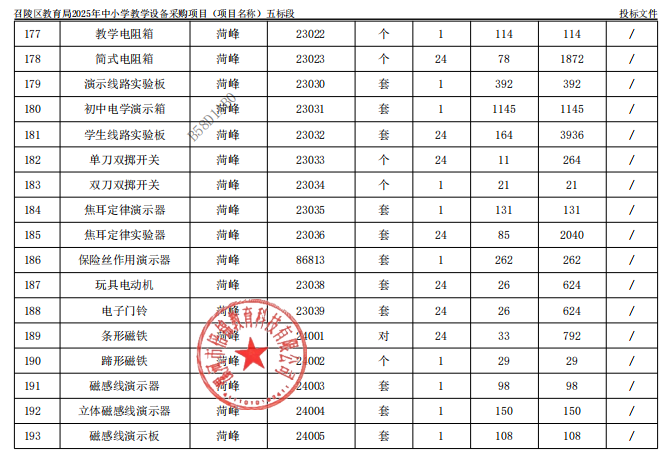 召陵区教育局2025年中小学教学设备采购项目（项目名称）五标段 投标文件
177 教学电阻箱 菏峰 23022 个 1 114 114 /
178 简式电阻箱 菏峰 23023 个 24 78 1872 /
179 演示线路实验板 菏峰 23030 套 1 392 392 /
180 初中电学演示箱 菏峰 23031 套 1 1145 1145 /
181 学生线路实验板 菏峰 23032 套 24 164 3936 /
182 单刀双掷开关 菏峰 23033 个 24 11 264 /
183 双刀双掷开关 菏峰 23034 个 1 21 21 /
184 焦耳定律演示器 菏峰 23035 套 1 131 131 /
185 焦耳定律实验器 菏峰 23036 套 24 85 2040 /
186 保险丝作用演示器 菏峰 86813 套 1 262 262 /
187 玩具电动机 菏峰 23038 套 24 26 624 /
188 电子门铃 菏峰 23039 套 24 26 624 /
189 条形磁铁 菏峰 24001 对 24 33 792 /
190 蹄形磁铁 菏峰 24002 个 1 29 29 /
191 磁感线演示器 菏峰 24003 套 1 98 98 /
192 立体磁感线演示器 菏峰 24004 套 1 150 150 /
193 磁感线演示板 菏峰 24005 套 1 108 108 /
教育科技有限公司